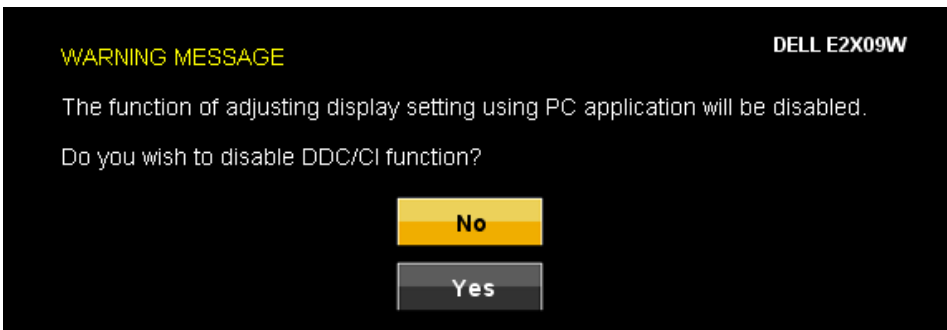 DELL E2X09W
WARNING MESSAGE
The function of adjusting display setting using PC application will be disabled.
Do you wish to disable DDC/CI function?
No
Yes